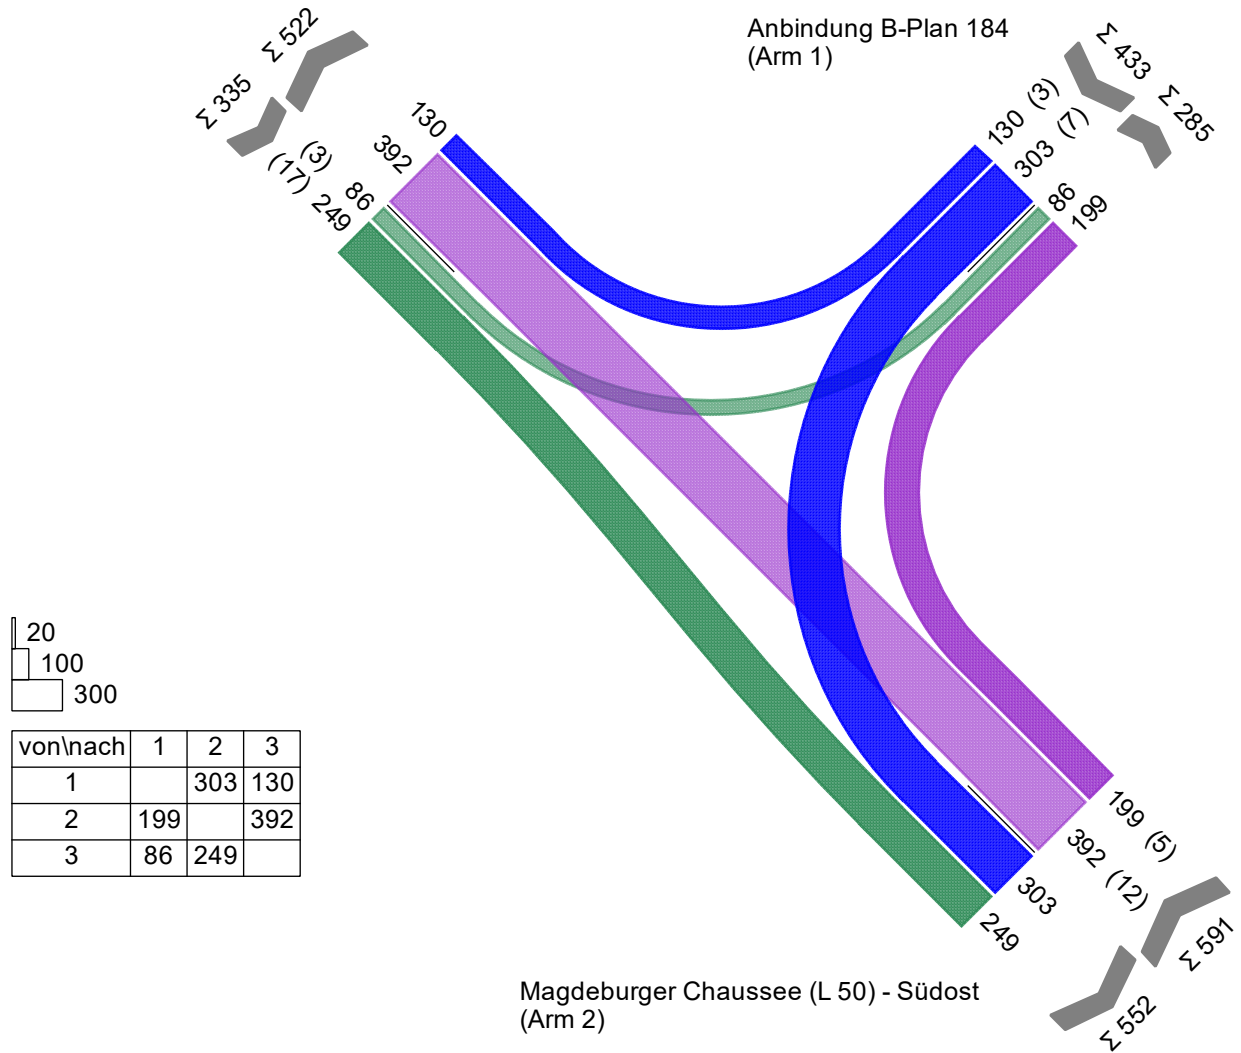 Σ 522
Σ 335
Anbindung B-Plan 184
(Arm 1)
Σ 433
Σ 285
130
392
(3)
86
(17) 249
130 (3)
303 (7)
86
199
20
100
300
von\nach 1 2 3
1 303 130
2 199 392
3 86 249
199 (5)
392 (12)
303
249
Σ 591
Σ 552
Magdeburger Chaussee (L 50) - Südost
(Arm 2)